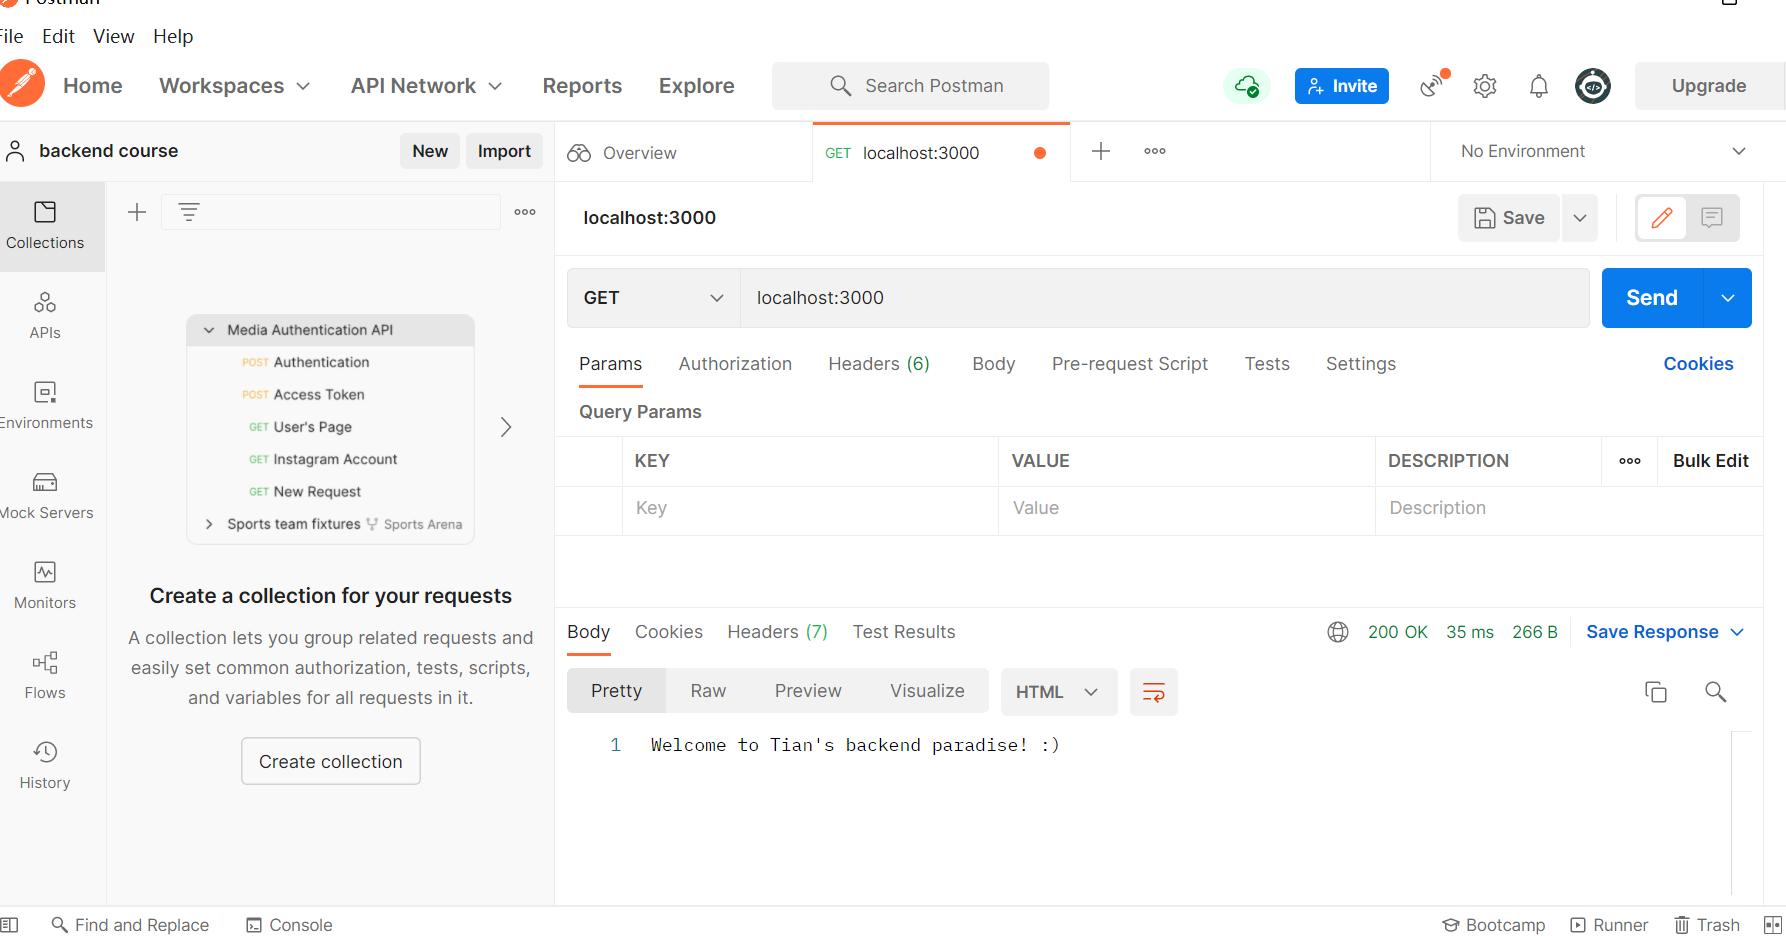 Postman
File Edit View Help
Home Workspaces API Network Reports Explore Search Postman Invite Upgrade
backend course New Import Overview GET localhost:3000 No Environment
Collections
APIs
Environments
Mock Servers
Monitors
Flows
History
Media Authentication API
POST Authentication
POST Access Token
GET User's Page
GET Instagram Account
GET New Request
Sports team fixtures Sports Arena
Create a collection for your requests
A collection lets you group related requests and
easily set common authorization, tests, scripts,
and variables for all requests in it.
Create collection
localhost:3000 Save
GET localhost:3000 Send
Params Authorization Headers (6) Body Pre-request Script Tests Settings Cookies
Query Params
KEY VALUE DESCRIPTION Bulk Edit
Key Value Description
Body Cookies Headers (7) Test Results 200 OK 35 ms 266 B Save Response
Pretty Raw Preview Visualize HTML
1 Welcome to Tian's backend paradise! :)
Find and Replace Console Bootcamp Runner Trash